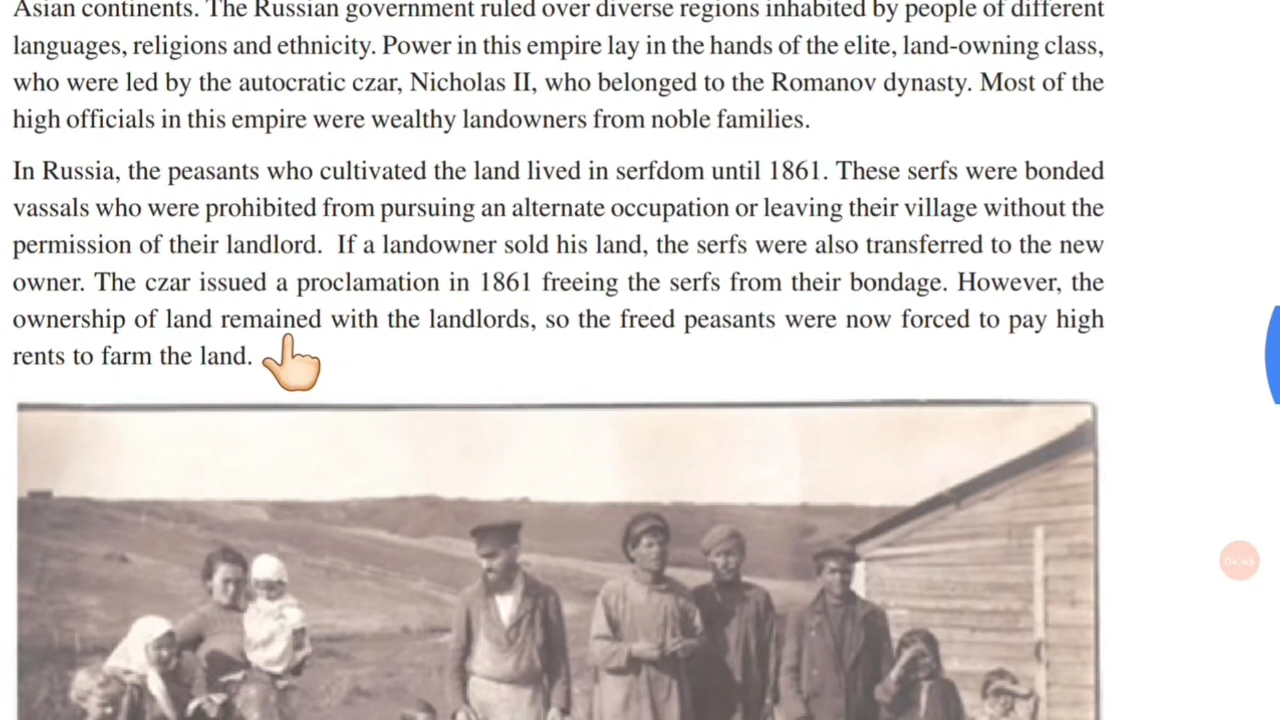 Asian continents. The Russian government ruled over diverse regions inhabited by people of different
languages, religions and ethnicity. Power in this empire lay in the hands of the elite, land-owning class,
who were led by the autocratic czar, Nicholas II, who belonged to the Romanov dynasty. Most of the
high officials in this empire were wealthy landowners from noble families.
In Russia, the peasants who cultivated the land lived in serfdom until 1861. These serfs were bonded
vassals who were prohibited from pursuing an alternate occupation or leaving their village without the
permission of their landlord. If a landowner sold his land, the serfs were also transferred to the new
owner. The czar issued a proclamation in 1861 freeing the serfs from their bondage. However, the
ownership of land remained with the landlords, so the freed peasants were now forced to pay high
rents to farm the land.
04:43